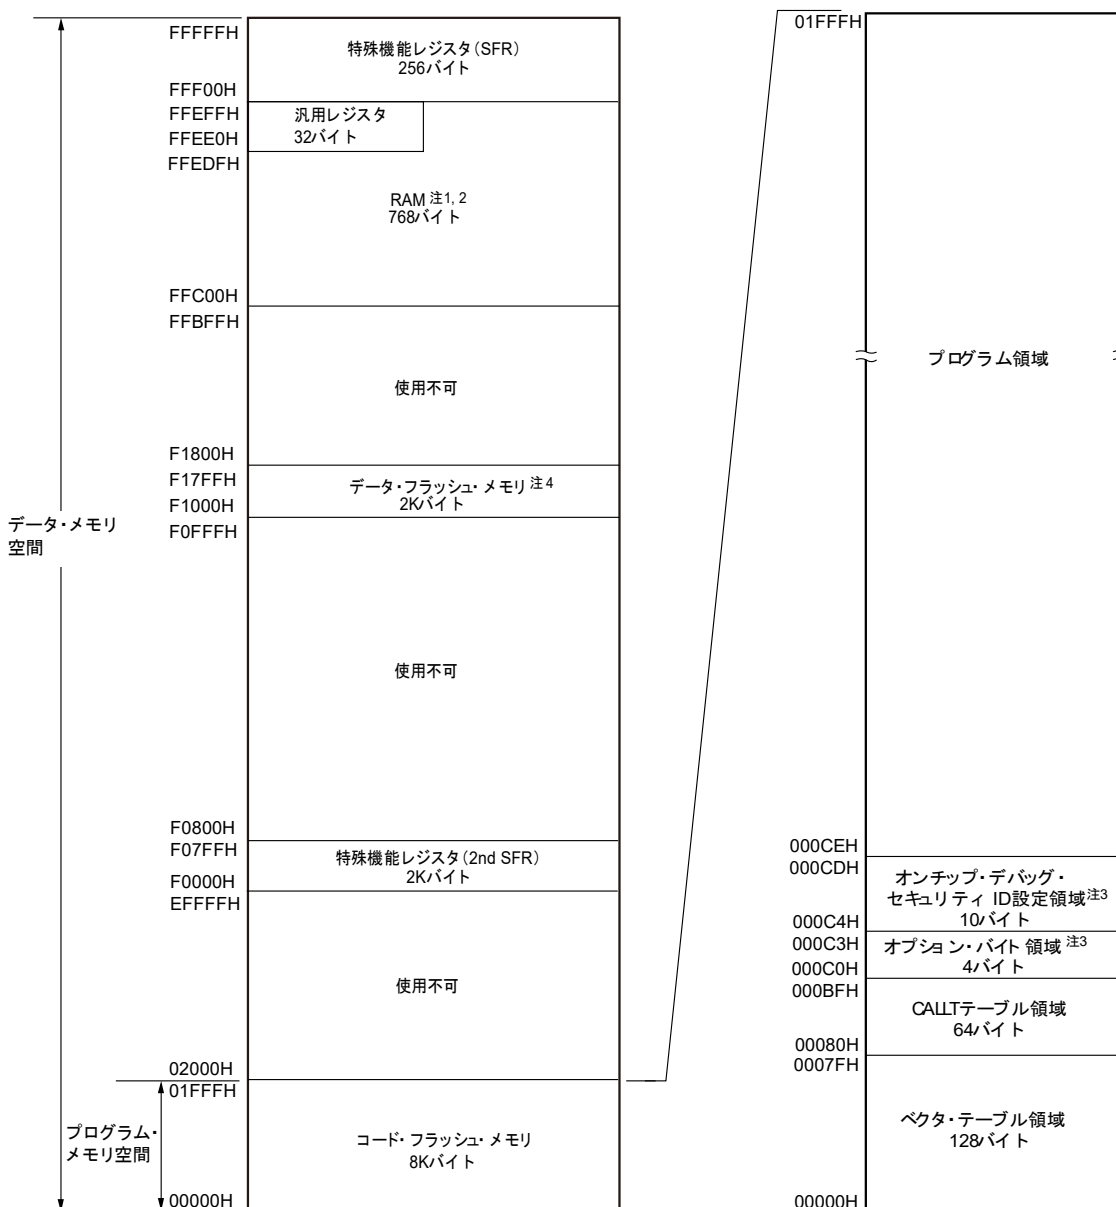 FFFFFH
特殊機能レジスタ(SFR)
256バイト
FFF00H
FFEFFH
汎用レジスタ
32バイト
FFEE0H
FFEDFH
RAM 注1, 2
768バイト
FFC00H
FFBFFH
使用不可
F1800H
F17FFH
データ・フラッシュ・メモリ 注4
2Kバイト
F1000H
F0FFFH
データ・メモリ
空間
使用不可
F0800H
F07FFH
特殊機能レジスタ(2nd SFR)
2Kバイト
F0000H
EFFFFH
使用不可
02000H
01FFFH
プログラム・
メモリ空間
コード・フラッシュ・メモリ
8Kバイト
00000H
01FFFH
プログラム領域
000CEH
000CDH
オンチップ・デバッグ・
セキュリティ ID設定領域注3
10バイト
000C4H
000C3H
オプション・バイト 領域 注3
4バイト
000C0H
000BFH
CALLTテーブル領域
64バイト
00080H
0007FH
ベクタ・テーブル領域
128バイト
00000H